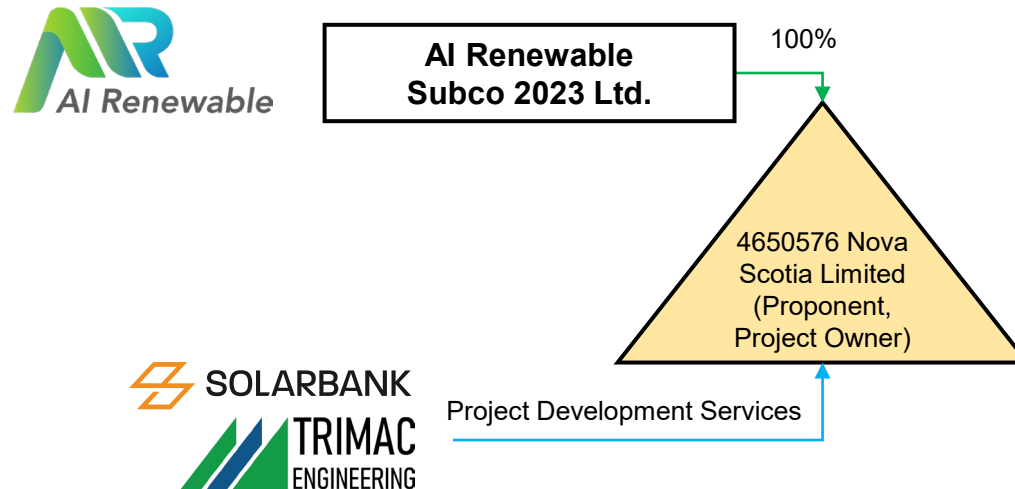 AI Renewable
AI Renewable
Subco 2023 Ltd.
100%
4650576 Nova
Scotia Limited
(Proponent,
Project Owner)
SOLARBANK
TRIMAC
ENGINEERING
Project Development Services